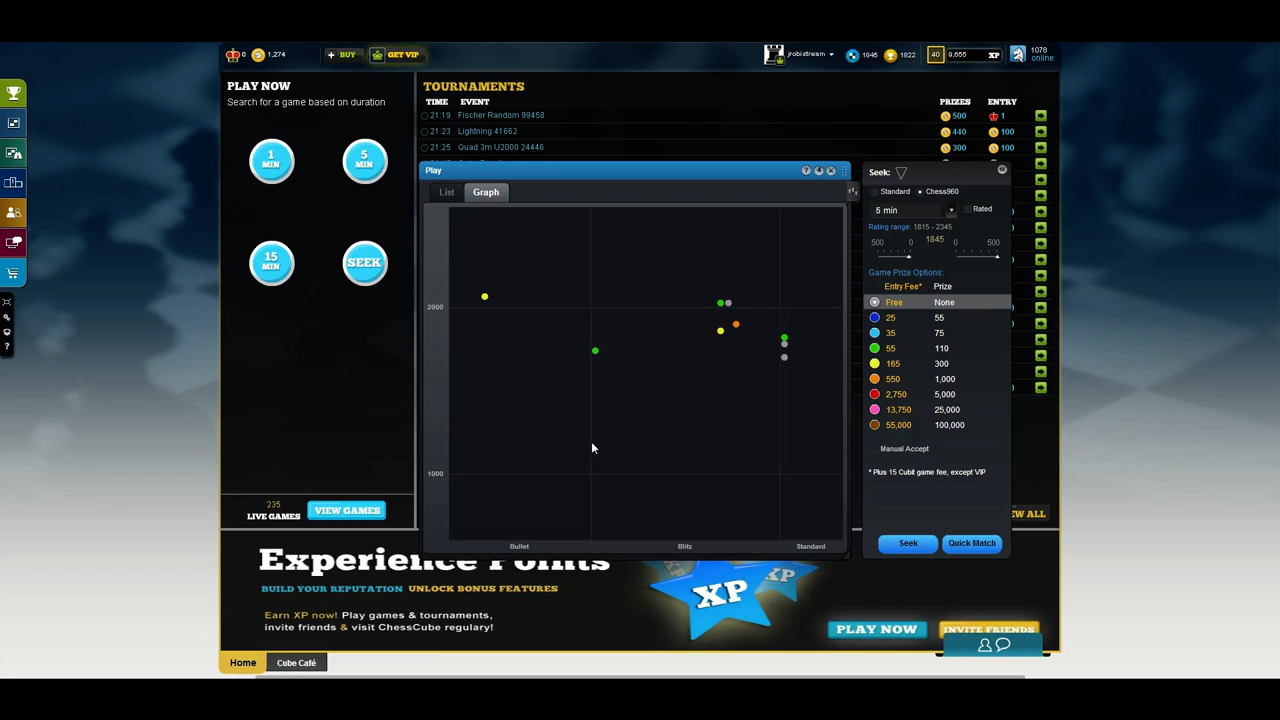 0 1,274 + BUY GET VIP jrobistream 1845 1822 40 9,655 XP 1078 online
PLAY NOW
Search for a game based on duration
1 MIN
5 MIN
15 MIN
SEEK
235
LIVE GAMES
VIEW GAMES
TOURNAMENTS
TIME EVENT PRIZES ENTRY
21:19 Fischer Random 99458 500 1
21:23 Lightning 41662 440 100
21:25 Quad 3m U2000 24446 300 100
Play
List Graph
2000
1000
Bullet Blitz Standard
Seek:
Standard Chess960
5 min Rated
Rating range: 1815 - 2345
500 0 1845 0 500
Game Prize Options:
Entry Fee* Prize
Free None
25 55
35 75
55 110
165 300
550 1,000
2,750 5,000
13,750 25,000
55,000 100,000
Manual Accept
* Plus 15 Cubit game fee, except VIP
Seek Quick Match
EW ALL
Experience Points
BUILD YOUR REPUTATION UNLOCK BONUS FEATURES
Earn XP now! Play games & tournaments,
invite friends & visit ChessCube regulary!
XP XP
PLAY NOW INVITE FRIENDS
Home Cube Café
?